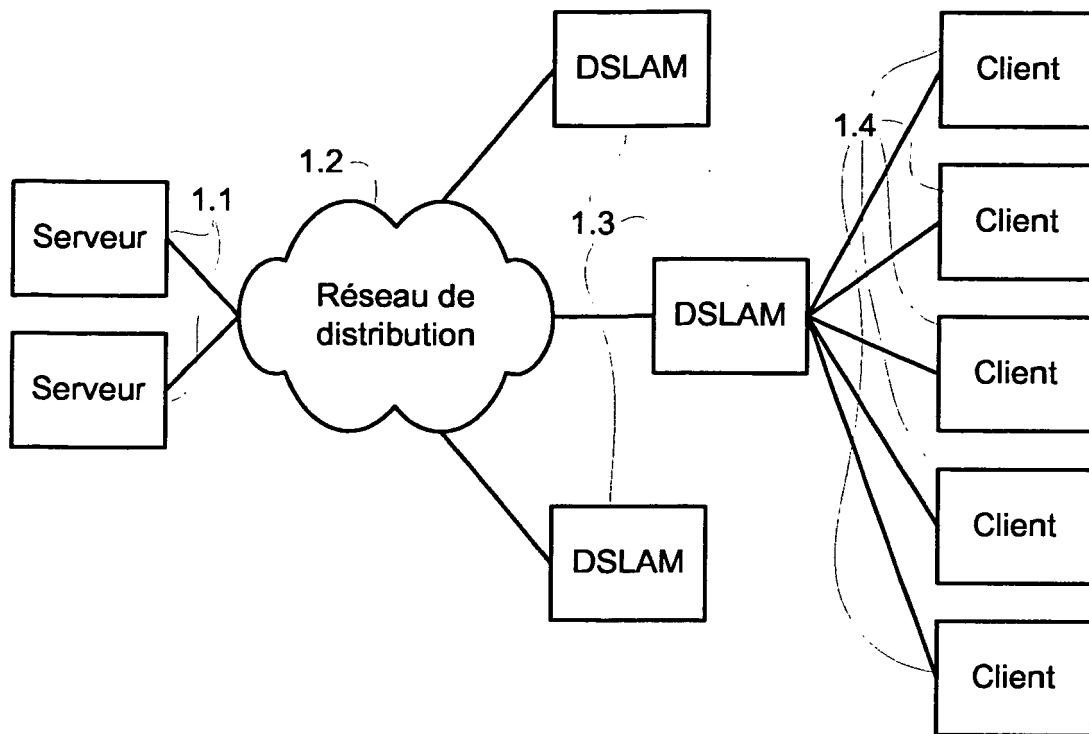 DSLAM
Client
1.4
1.2
Client
1.1
Serveur
1.3
Réseau de
distribution
DSLAM
Client
Serveur
Client
DSLAM
Client